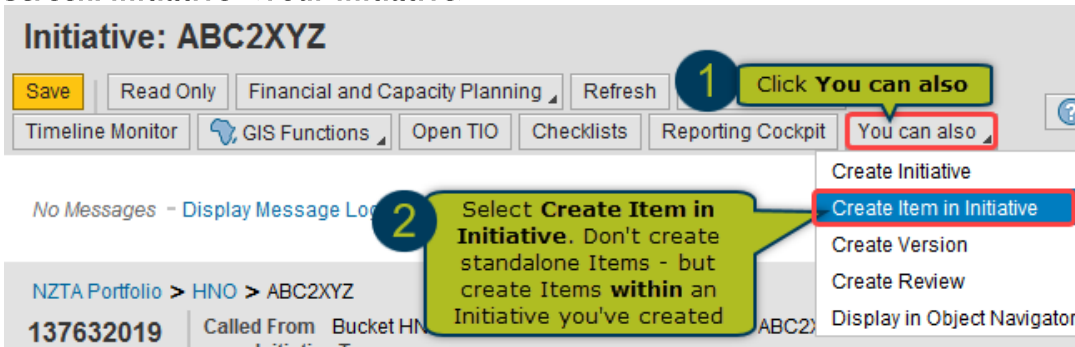 Initiative: ABC2XYZ
Save Read Only Financial and Capacity Planning Refresh
1 Click You can also
Timeline Monitor GIS Functions Open TIO Checklists Reporting Cockpit You can also
Create Initiative
Create Item in Initiative
Create Version
Create Review
Display in Object Navigator
No Messages - Display Message Log
2 Select Create Item in
Initiative. Don't create
standalone Items - but
create Items within an
Initiative you've created
NZTA Portfolio > HNO > ABC2XYZ
137632019 Called From Bucket HN